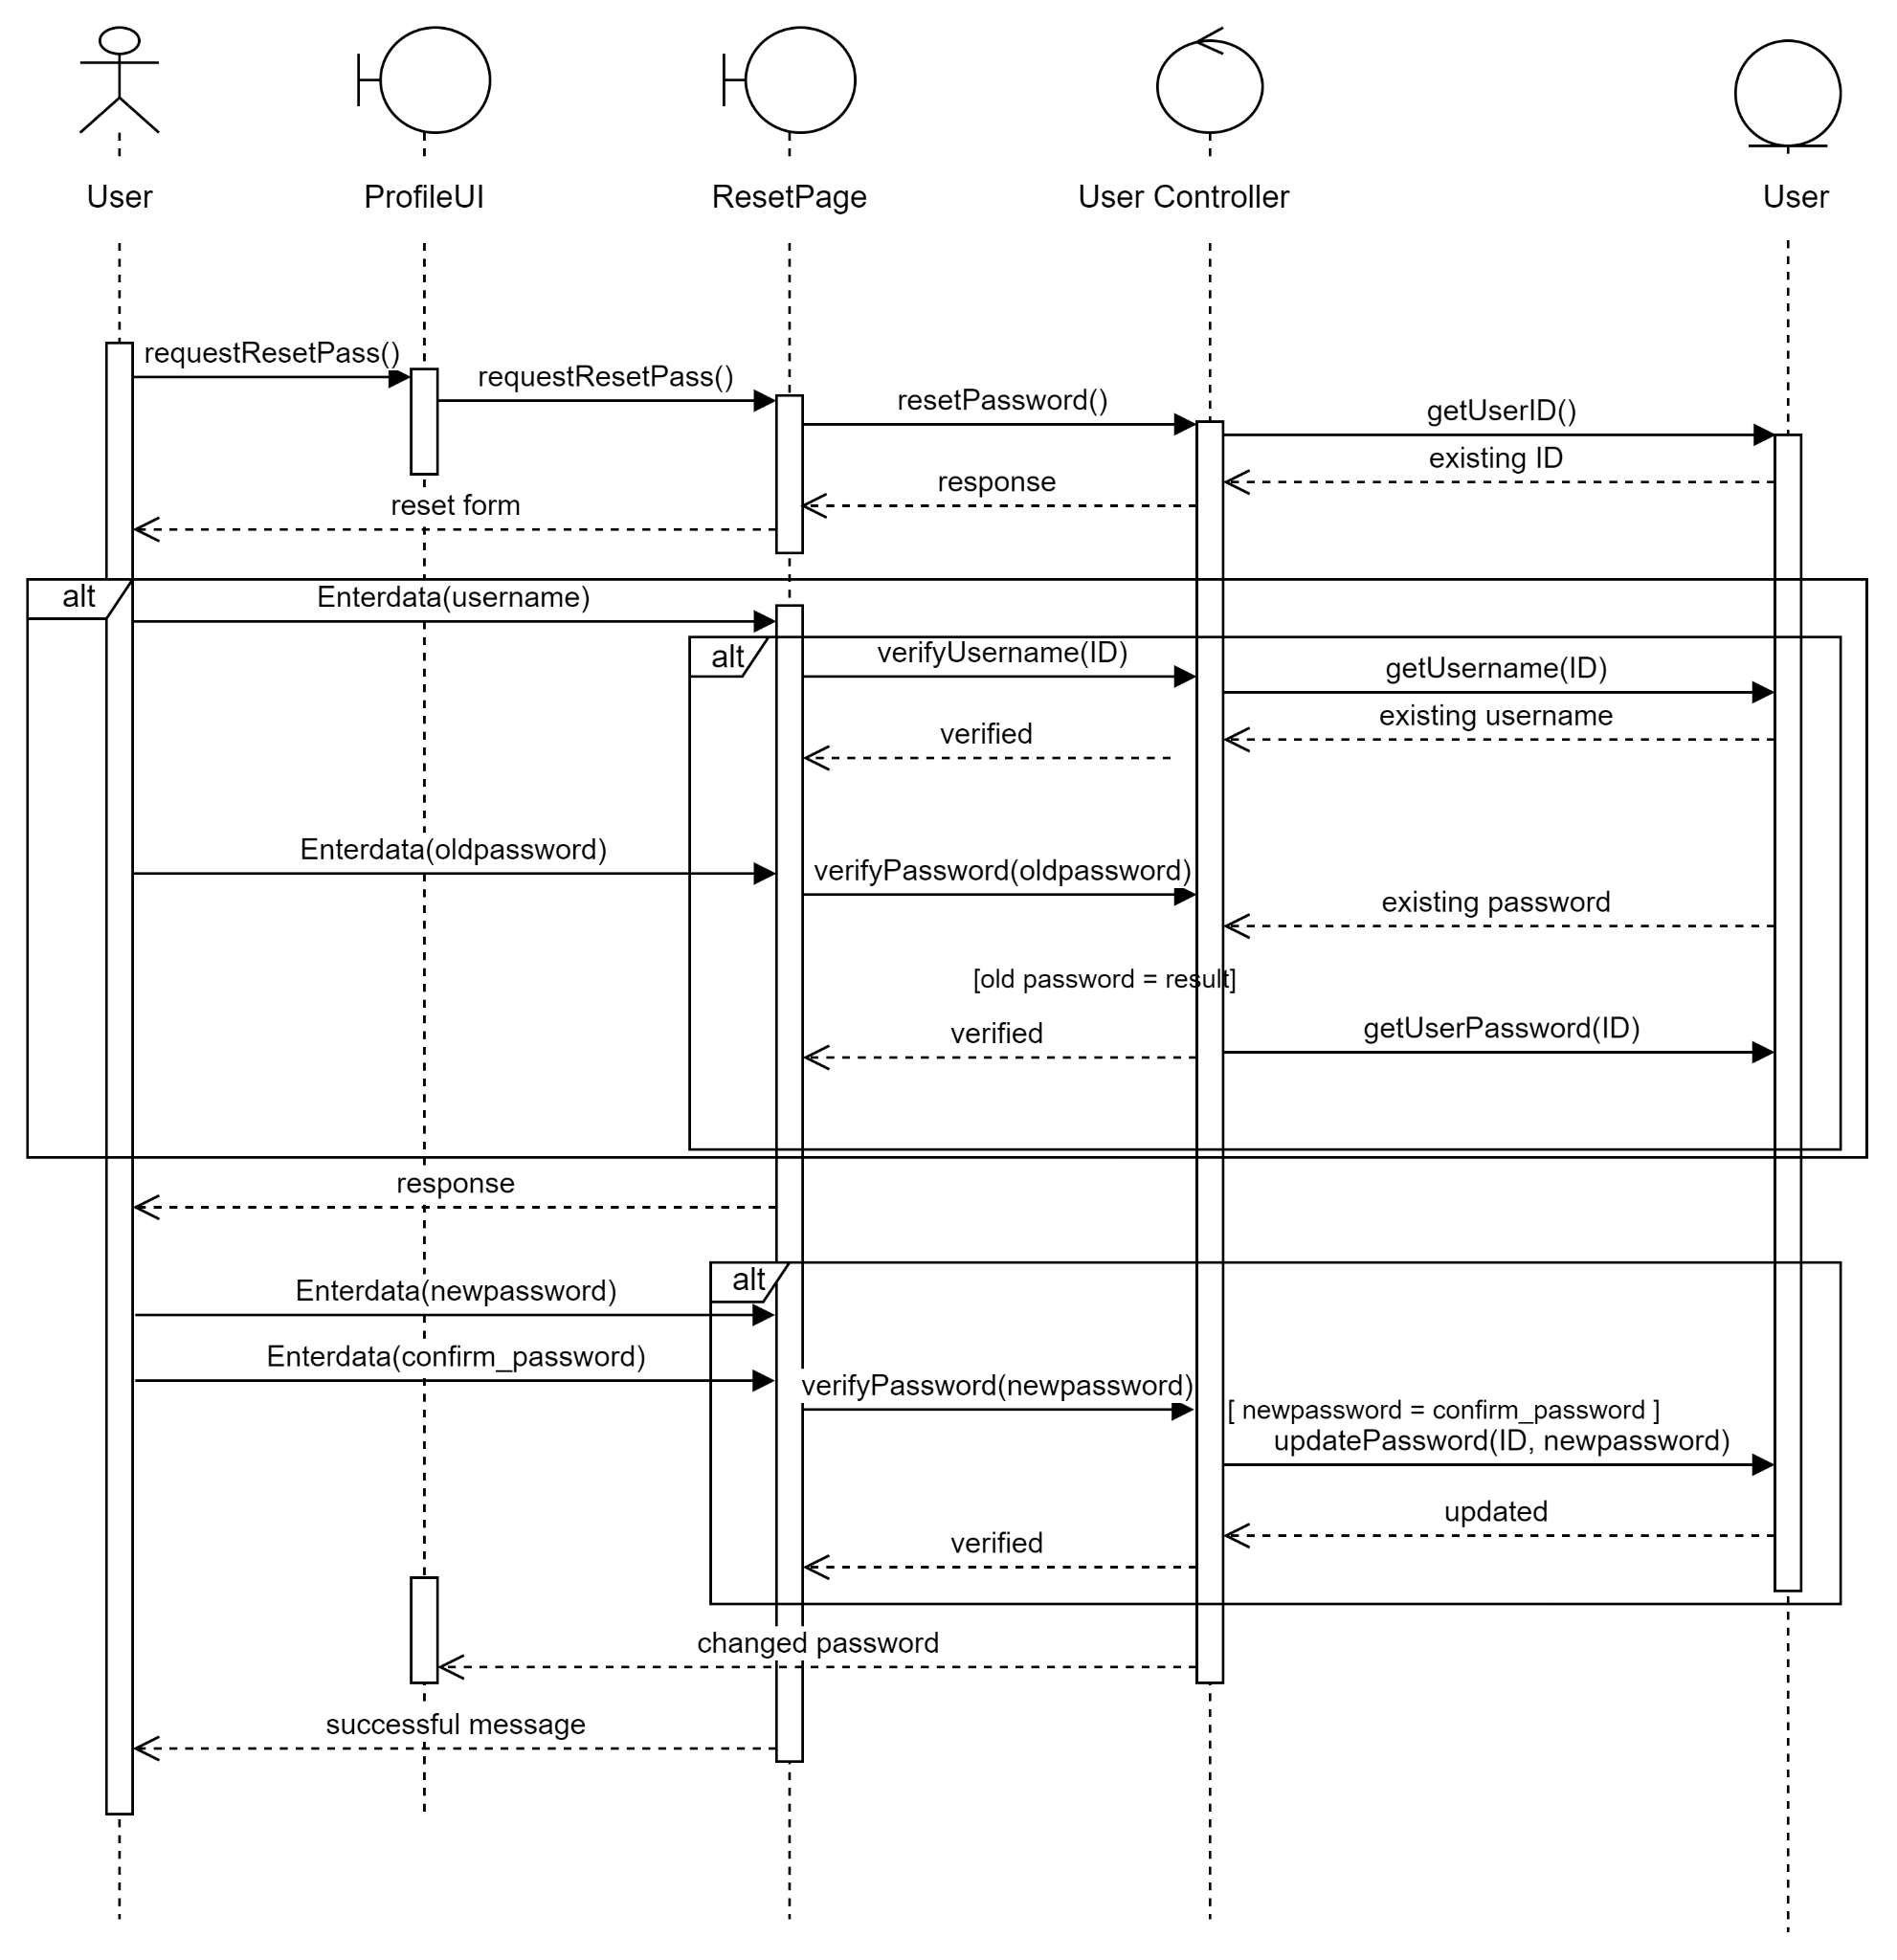 User
ProfileUI
ResetPage
User Controller
User
requestResetPass()
requestResetPass()
resetPassword()
getUserID()
existing ID
response
reset form
alt
Enterdata(username)
alt
verifyUsername(ID)
getUsername(ID)
existing username
verified
Enterdata(oldpassword)
verifyPassword(oldpassword)
existing password
[old password = result]
getUserPassword(ID)
verified
response
alt
Enterdata(newpassword)
Enterdata(confirm_password)
verifyPassword(newpassword)
[ newpassword = confirm_password ]
updatePassword(ID, newpassword)
updated
verified
changed password
successful message